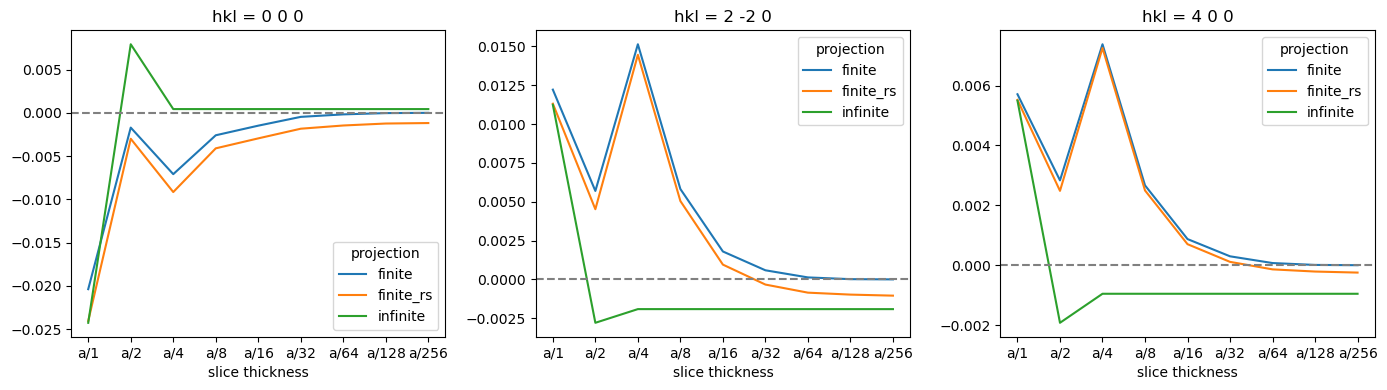 hkl = 0 0 0
0.005
0.000
−0.005
−0.010
−0.015
−0.020
−0.025
projection
finite
finite_rs
infinite
a/1 a/2 a/4 a/8 a/16 a/32 a/64 a/128 a/256
slice thickness
hkl = 2 -2 0
0.0150
0.0125
0.0100
0.0075
0.0050
0.0025
0.0000
−0.0025
projection
finite
finite_rs
infinite
a/1 a/2 a/4 a/8 a/16 a/32 a/64 a/128 a/256
slice thickness
hkl = 4 0 0
0.006
0.004
0.002
0.000
−0.002
projection
finite
finite_rs
infinite
a/1 a/2 a/4 a/8 a/16 a/32 a/64 a/128 a/256
slice thickness